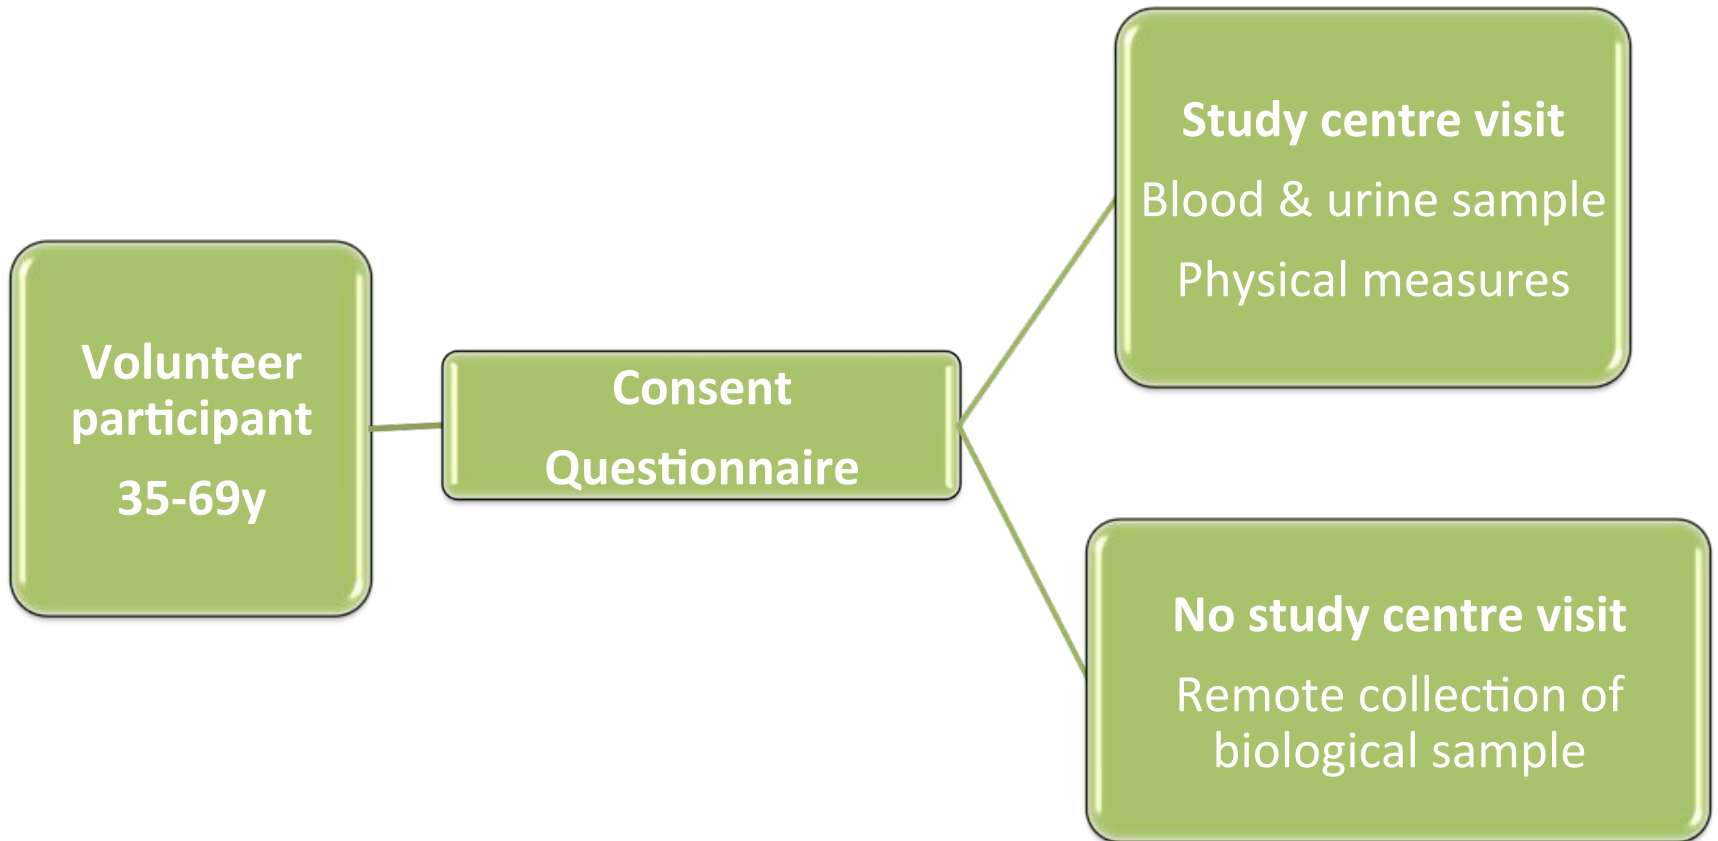 Volunteer
participant
35-69y
Consent
Questionnaire
Study centre visit
Blood & urine sample
Physical measures
No study centre visit
Remote collection of
biological sample